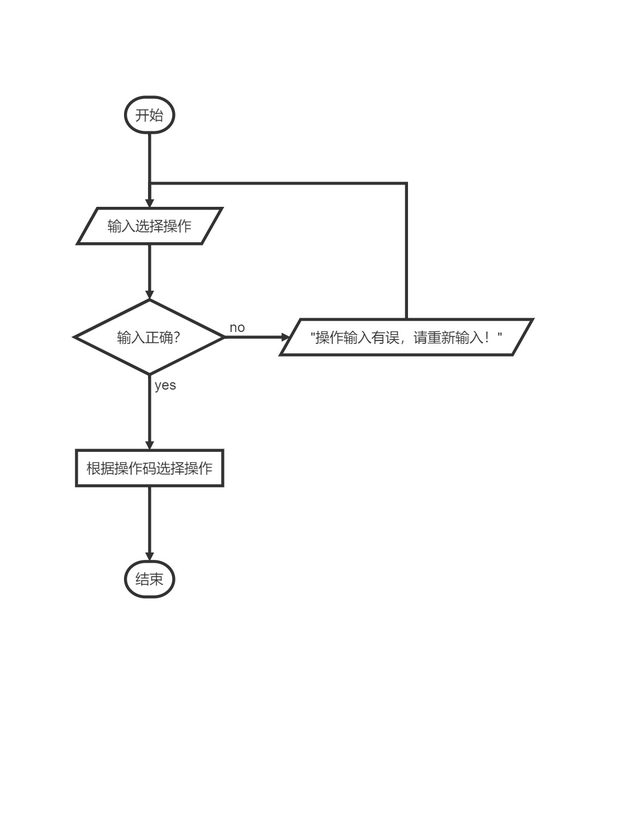 开始
输入选择操作
输入正确？
no
"操作输入有误，请重新输入！"
yes
根据操作码选择操作
结束